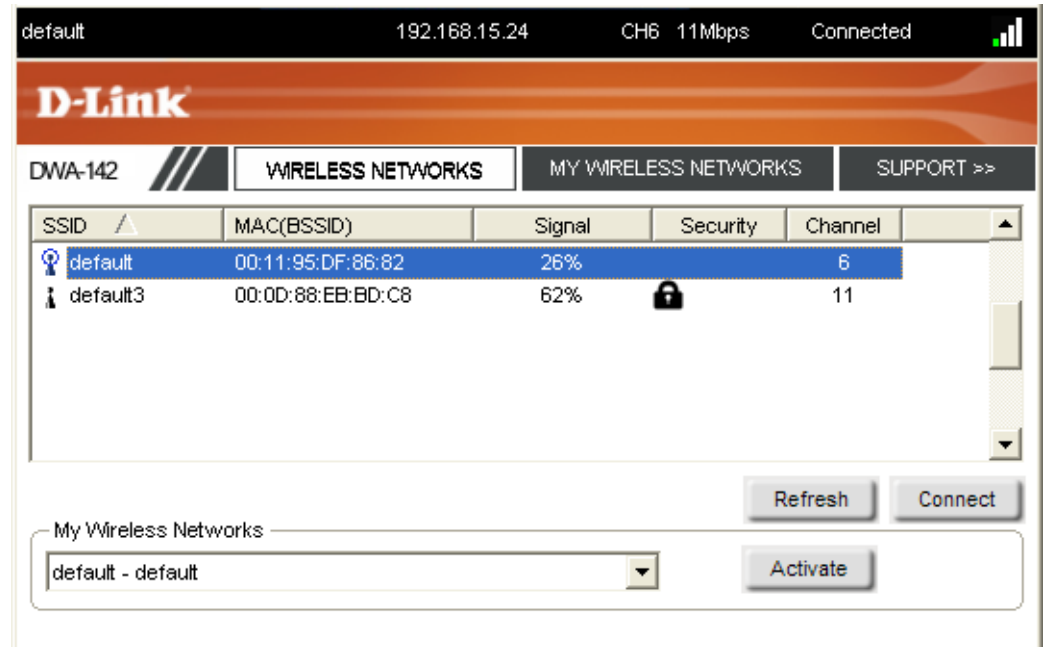 default 192.168.15.24 CH6 11Mbps Connected
D-Link
DWA-142 WIRELESS NETWORKS MY WIRELESS NETWORKS SUPPORT >>
SSID MAC(BSSID) Signal Security Channel
default 00:11:95:DF:86:82 26% 6
default3 00:0D:88:EB:BD:C8 62% 11
Refresh Connect
My Wireless Networks
default - default Activate